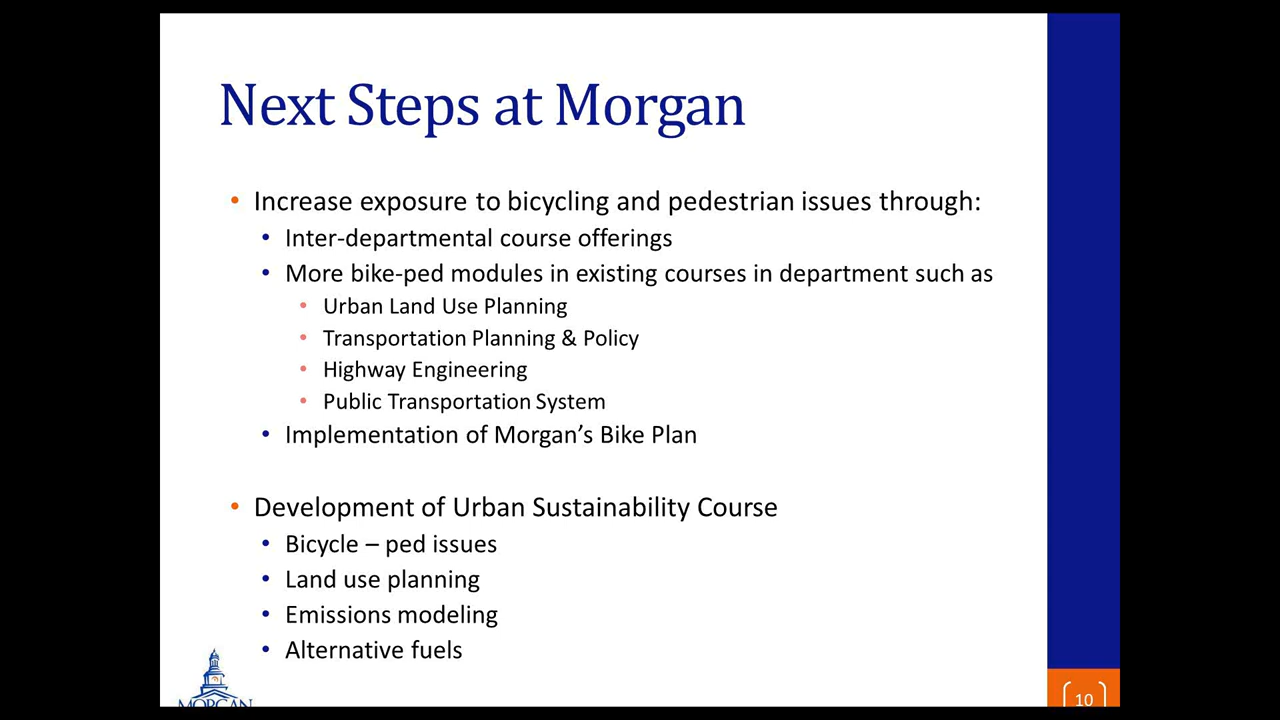 Next Steps at Morgan
• Increase exposure to bicycling and pedestrian issues through:
• Inter-departmental course offerings
• More bike-ped modules in existing courses in department such as
• Urban Land Use Planning
• Transportation Planning & Policy
• Highway Engineering
• Public Transportation System
• Implementation of Morgan’s Bike Plan
• Development of Urban Sustainability Course
• Bicycle – ped issues
• Land use planning
• Emissions modeling
• Alternative fuels
MORGAN
10